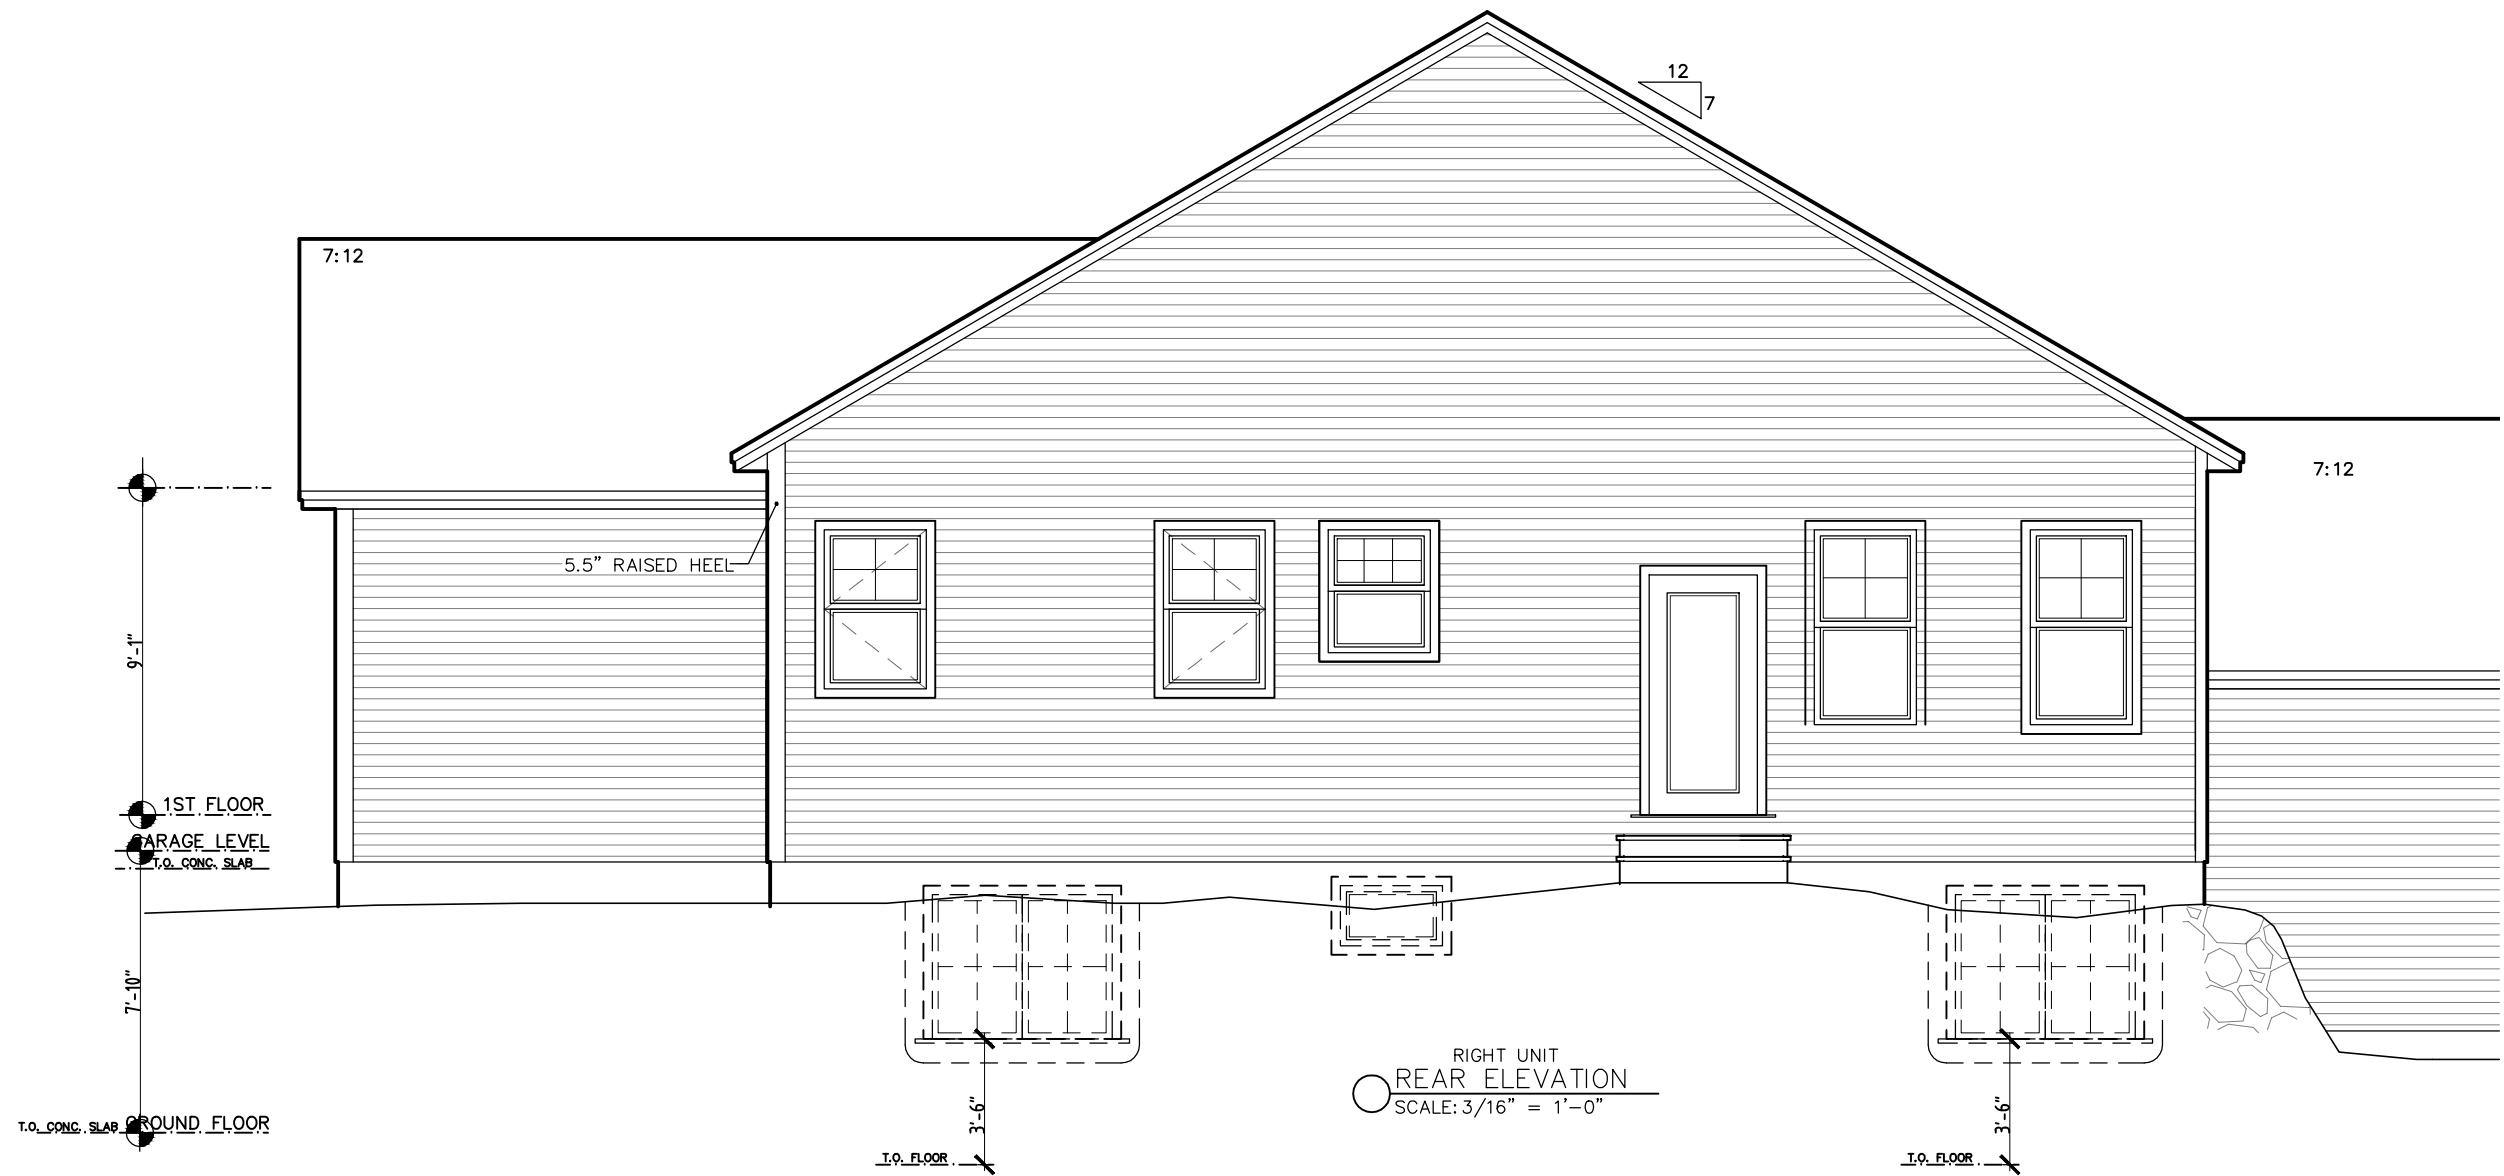 12
7
7:12
7:12
5.5" RAISED HEEL
9'-1"
1ST FLOOR
GARAGE LEVEL
T.O. CONC. SLAB
7'-10"
RIGHT UNIT
REAR ELEVATION
SCALE: 3/16" = 1'-0"
3'-6"
3'-6"
T.O. CONC. SLAB
GROUND FLOOR
T.O. FLOOR
T.O. FLOOR